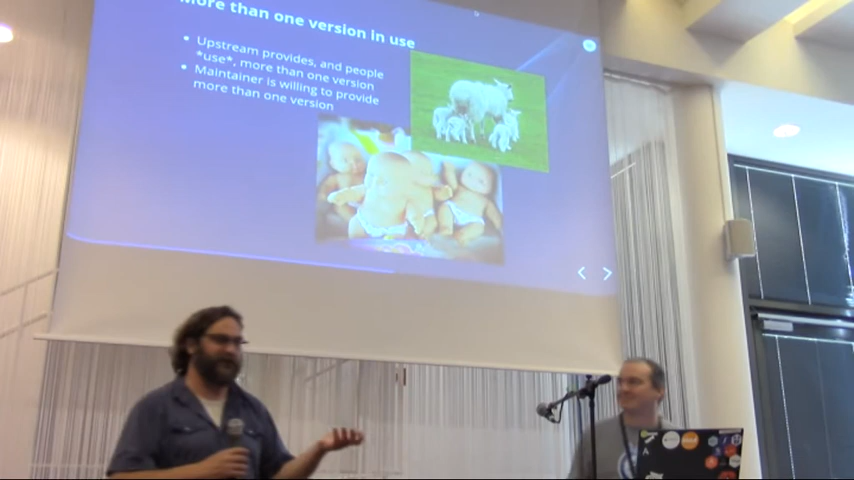 More than one version in use
• Upstream provides, and people
*use*, more than one version
• Maintainer is willing to provide
more than one version